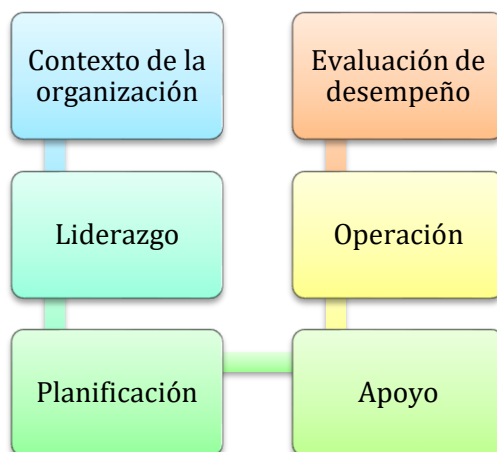 Contexto de la
organización
Liderazgo
Planificación
Apoyo
Operación
Evaluación de
desempeño